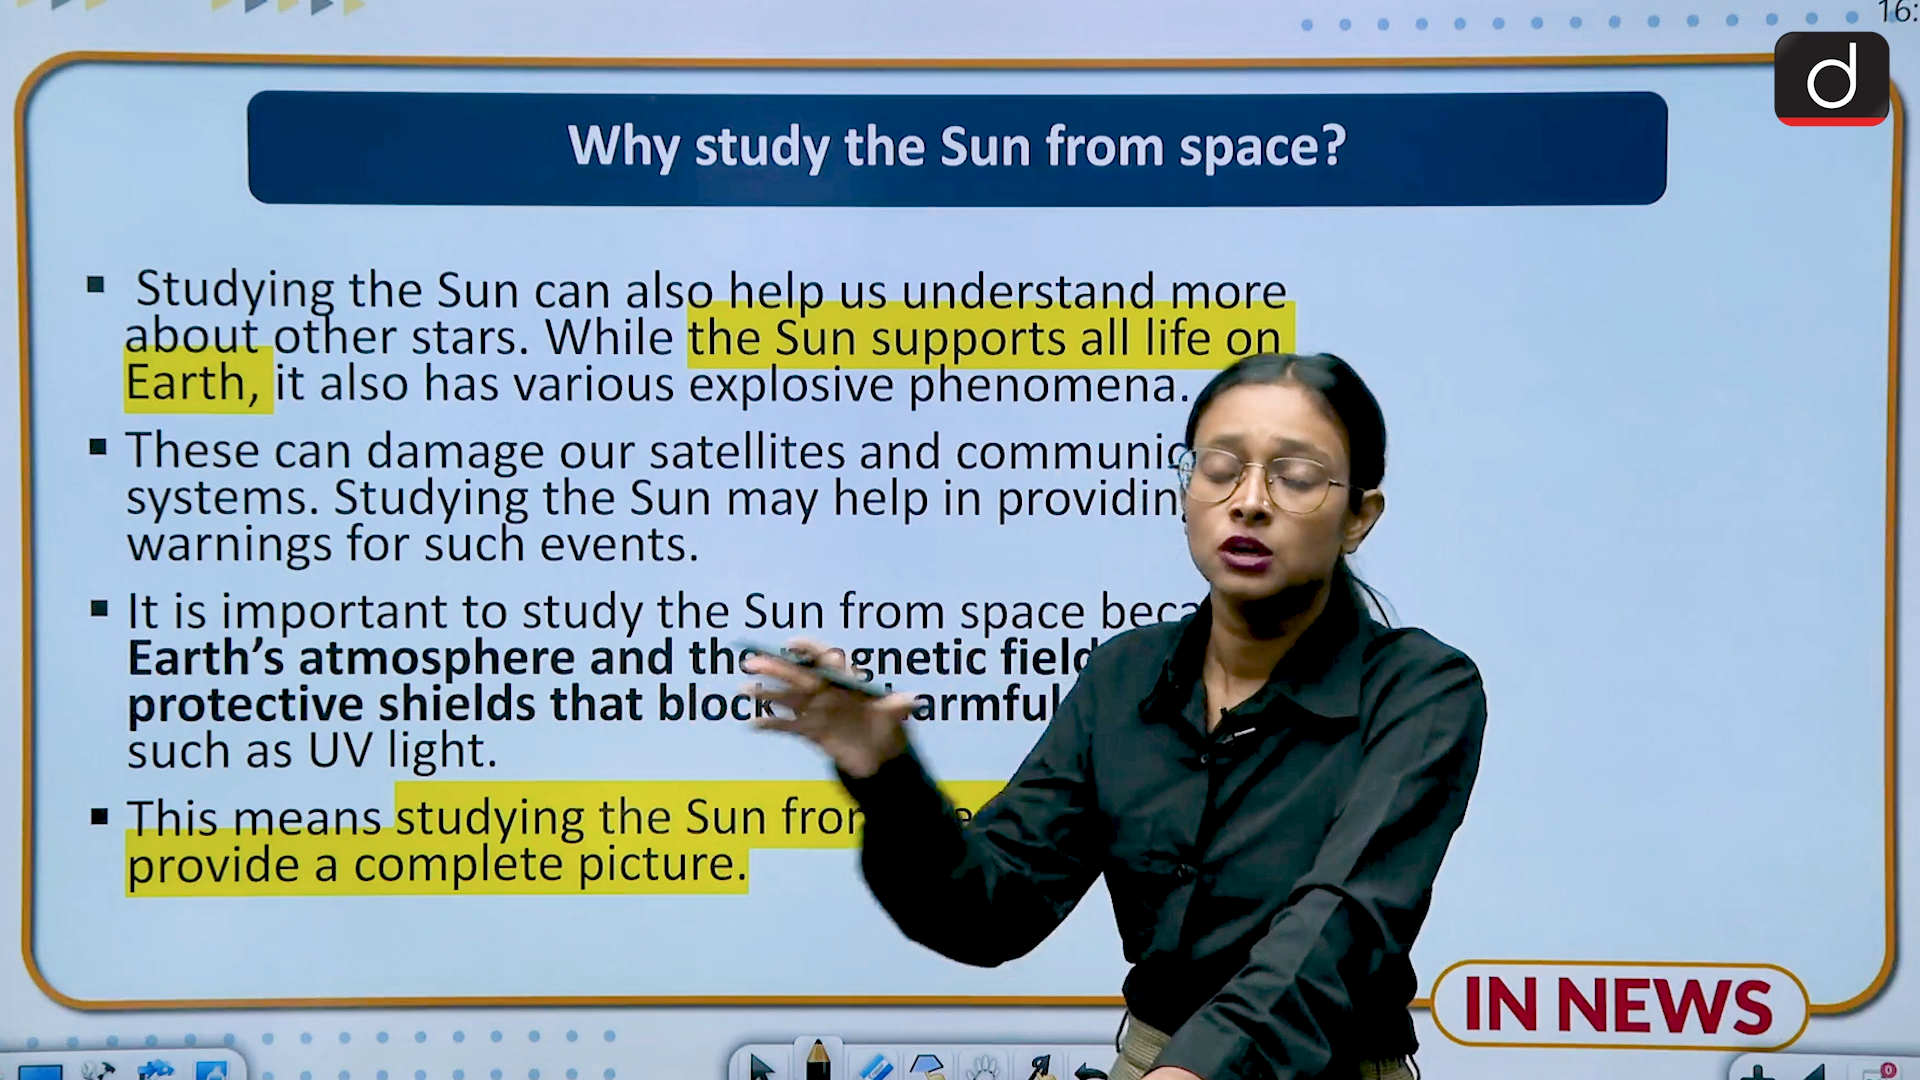 16:
d
Why study the Sun from space?
Studying the Sun can also help us understand more
about other stars. While the Sun supports all life on
Earth, it also has various explosive phenomena.
These can damage our satellites and
systems. Studying the Sun may help in
warnings for such events.
It is important to study the Sun from space
Earth's atmosphere and the magnetic field
protective shields that block harmful
such as UV light.
This means studying the Sun from
provide a complete picture.
IN NEWS
0